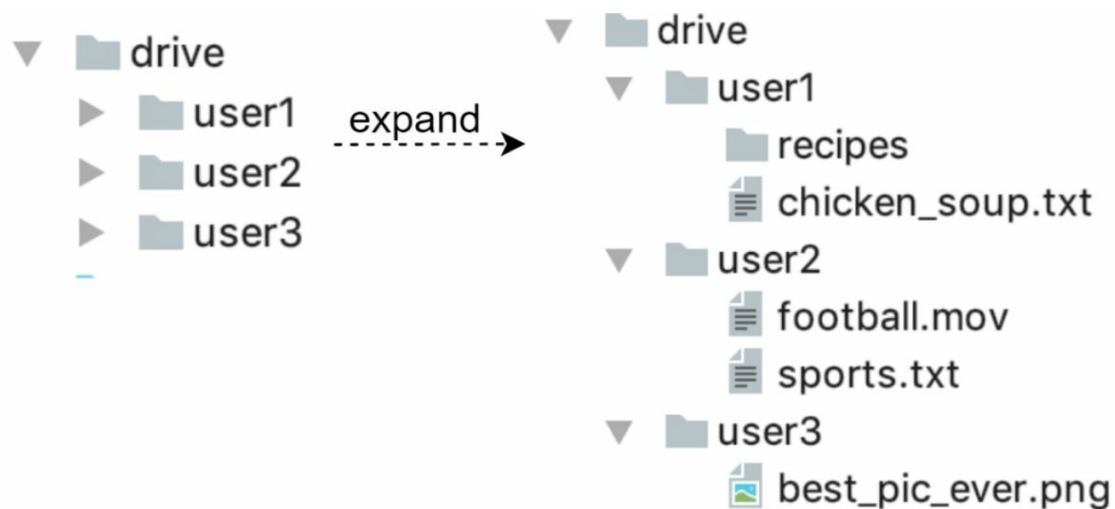 drive
user1
user2
user3
expand
drive
user1
recipes
chicken_soup.txt
user2
football.mov
sports.txt
user3
best_pic_ever.png